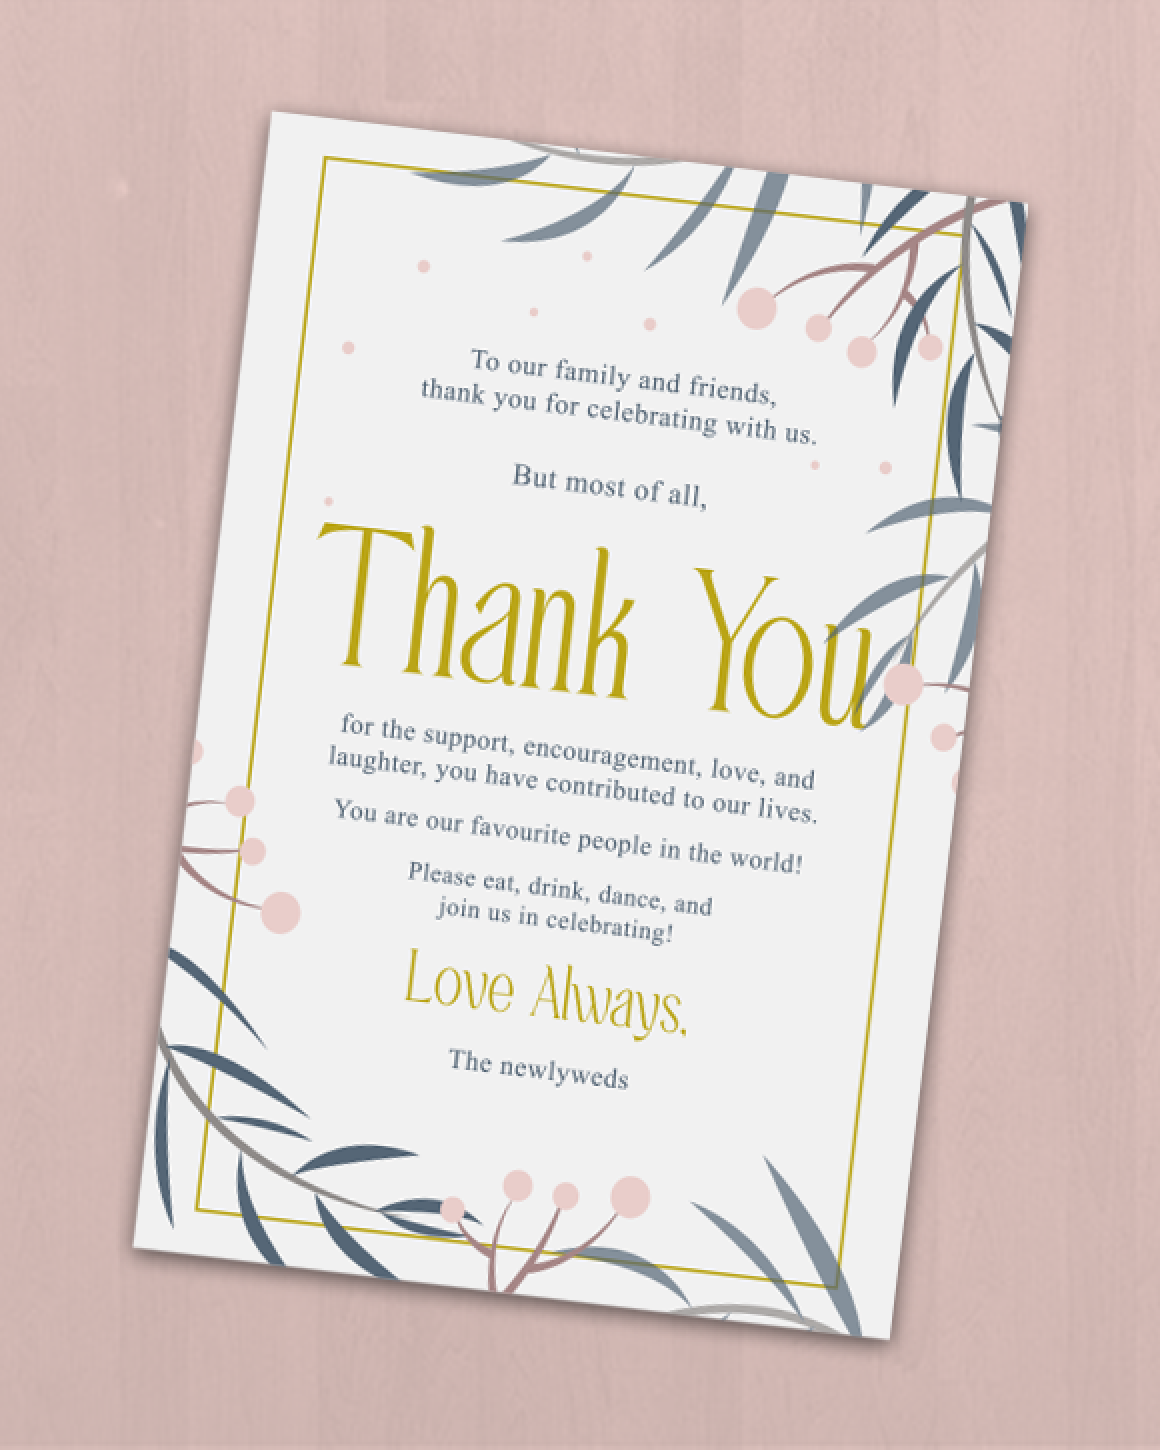 To our family and friends,
thank you for celebrating with us.
But most of all,
Thank You
for the support, encouragement, love, and
laughter, you have contributed to our lives.
You are our favourite people in the world!
Please eat, drink, dance, and
join us in celebrating!
Love Always.
The newlyweds